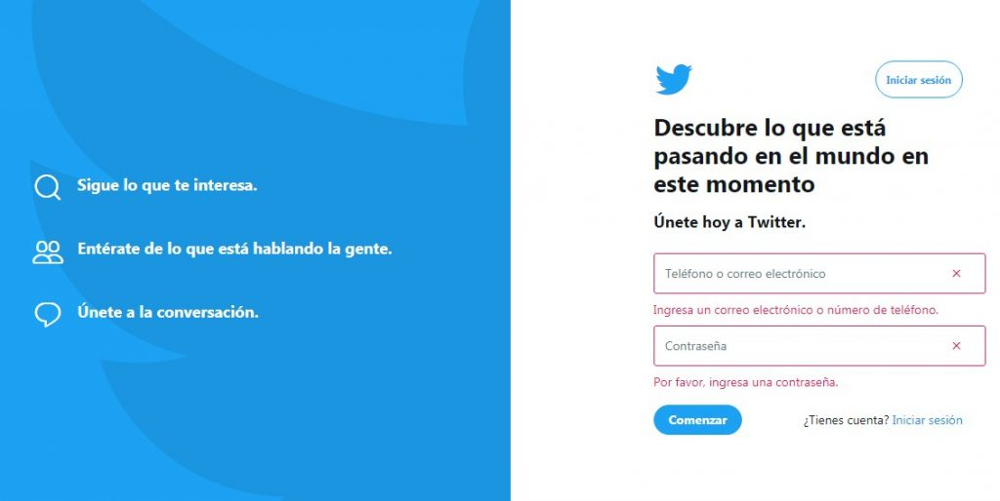 Sigue lo que te interesa.
Entérate de lo que está hablando la gente.
Únete a la conversación.
Iniciar sesión
Descubre lo que está
pasando en el mundo en
este momento
Únete hoy a Twitter.
Teléfono o correo electrónico
Ingresa un correo electrónico o número de teléfono.
Contraseña
Por favor, ingresa una contraseña.
Comenzar
¿Tienes cuenta? Iniciar sesión